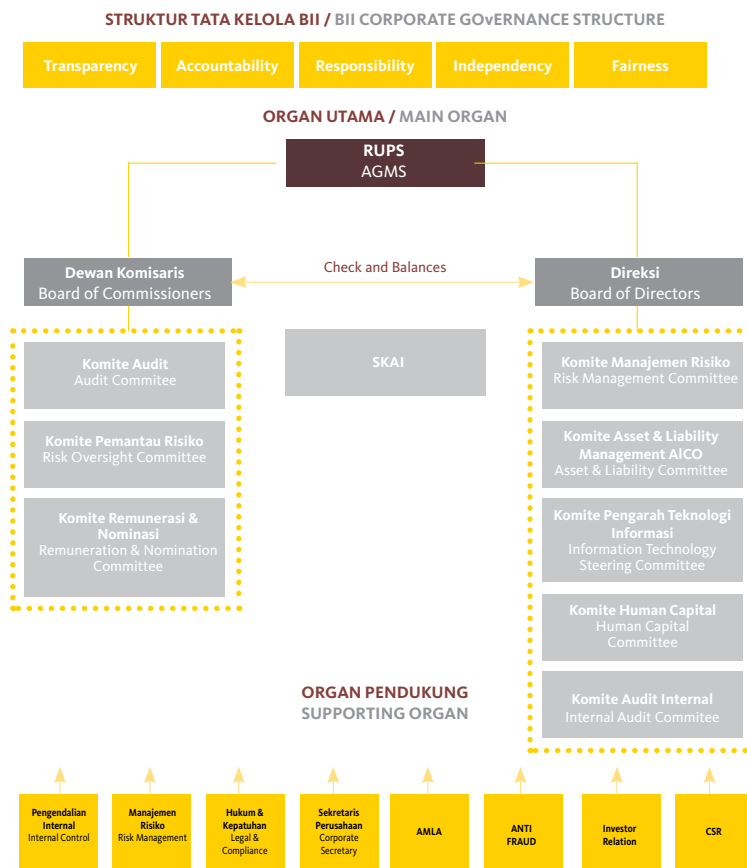 STRUKTUR TATA KELOLA BII / BII CORPORATE GOvERNANCE STRUCTURE
Transparency
Accountability
Responsibility
Independency
Fairness
ORGAN UTAMA / MAIN ORGAN
RUPS
AGMS
Dewan Komisaris
Board of Commissioners
Check and Balances
Direksi
Board of Directors
Komite Audit
Audit Commitee
Komite Pemantau Risiko
Risk Oversight Committee
Komite Remunerasi &
Nominasi
Remuneration & Nomination
Committee
SKAI
Komite Manajemen Risiko
Risk Management Committee
Komite Asset & Liability
Management AlCO
Asset & Liability Committee
Komite Pengarah Teknologi
Informasi
Information Technology
Steering Committee
Komite Human Capital
Human Capital
Committee
Komite Audit Internal
Internal Audit Commitee
ORGAN PENDUKUNG
SUPPORTING ORGAN
Pengendalian
Internal
Internal Control
Manajemen
Risiko
Risk Management
Hukum &
Kepatuhan
Legal &
Compliance
Sekretaris
Perusahaan
Corporate
Secretary
AMLA
ANTI
FRAUD
Investor
Relation
CSR